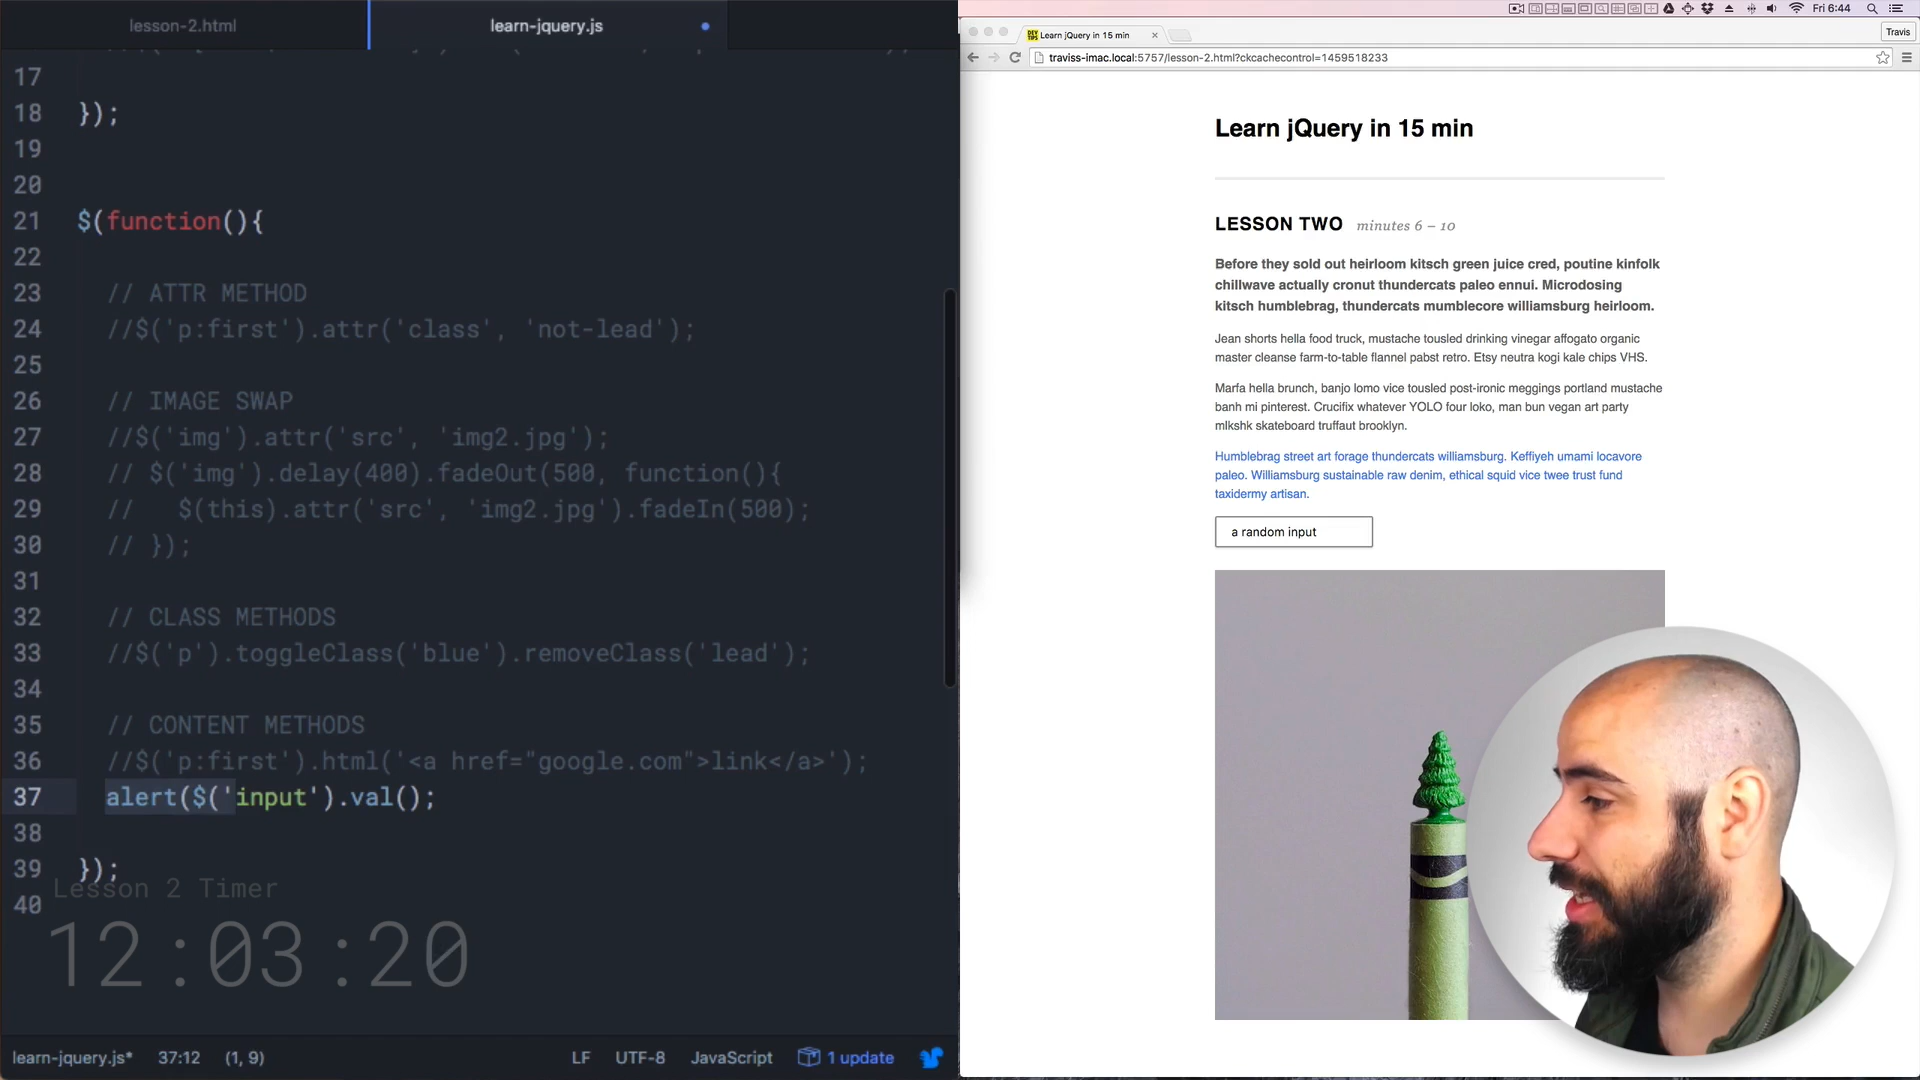 lesson-2.html
learn-jquery.js
17
18 });
19
20
21 $(function(){
22
23 // ATTR METHOD
24 //$('p:first').attr('class', 'not-lead');
25
26 // IMAGE SWAP
27 //$('img').attr('src', 'img2.jpg');
28 // $('img').delay(400).fadeOut(500, function(){
29 //   $(this).attr('src', 'img2.jpg').fadeIn(500);
30 // });
31
32 // CLASS METHODS
33 //$('p').toggleClass('blue').removeClass('lead');
34
35 // CONTENT METHODS
36 //$('p:first').html('<a href="google.com">link</a>');
37 alert($('input').val();
38
39 });
40
Lesson 2 Timer
12:03:20
learn-jquery.js* 37:12 (1, 9) LF UTF-8 JavaScript 1 update
Fri 6:44
DEV TIPS Learn jQuery in 15 min
Travis
traviss-imac.local:5757/lesson-2.html?ckcachecontrol=1459518233
Learn jQuery in 15 min
LESSON TWO minutes 6 – 10
Before they sold out heirloom kitsch green juice cred, poutine kinfolk
chillwave actually cronut thundercats paleo ennui. Microdosing
kitsch humblebrag, thundercats mumblecore williamsburg heirloom.
Jean shorts hella food truck, mustache tousled drinking vinegar affogato organic
master cleanse farm-to-table flannel pabst retro. Etsy neutra kogi kale chips VHS.
Marfa hella brunch, banjo lomo vice tousled post-ironic meggings portland mustache
banh mi pinterest. Crucifix whatever YOLO four loko, man bun vegan art party
mlkshk skateboard truffaut brooklyn.
Humblebrag street art forage thundercats williamsburg. Keffiyeh umami locavore
paleo. Williamsburg sustainable raw denim, ethical squid vice twee trust fund
taxidermy artisan.
a random input